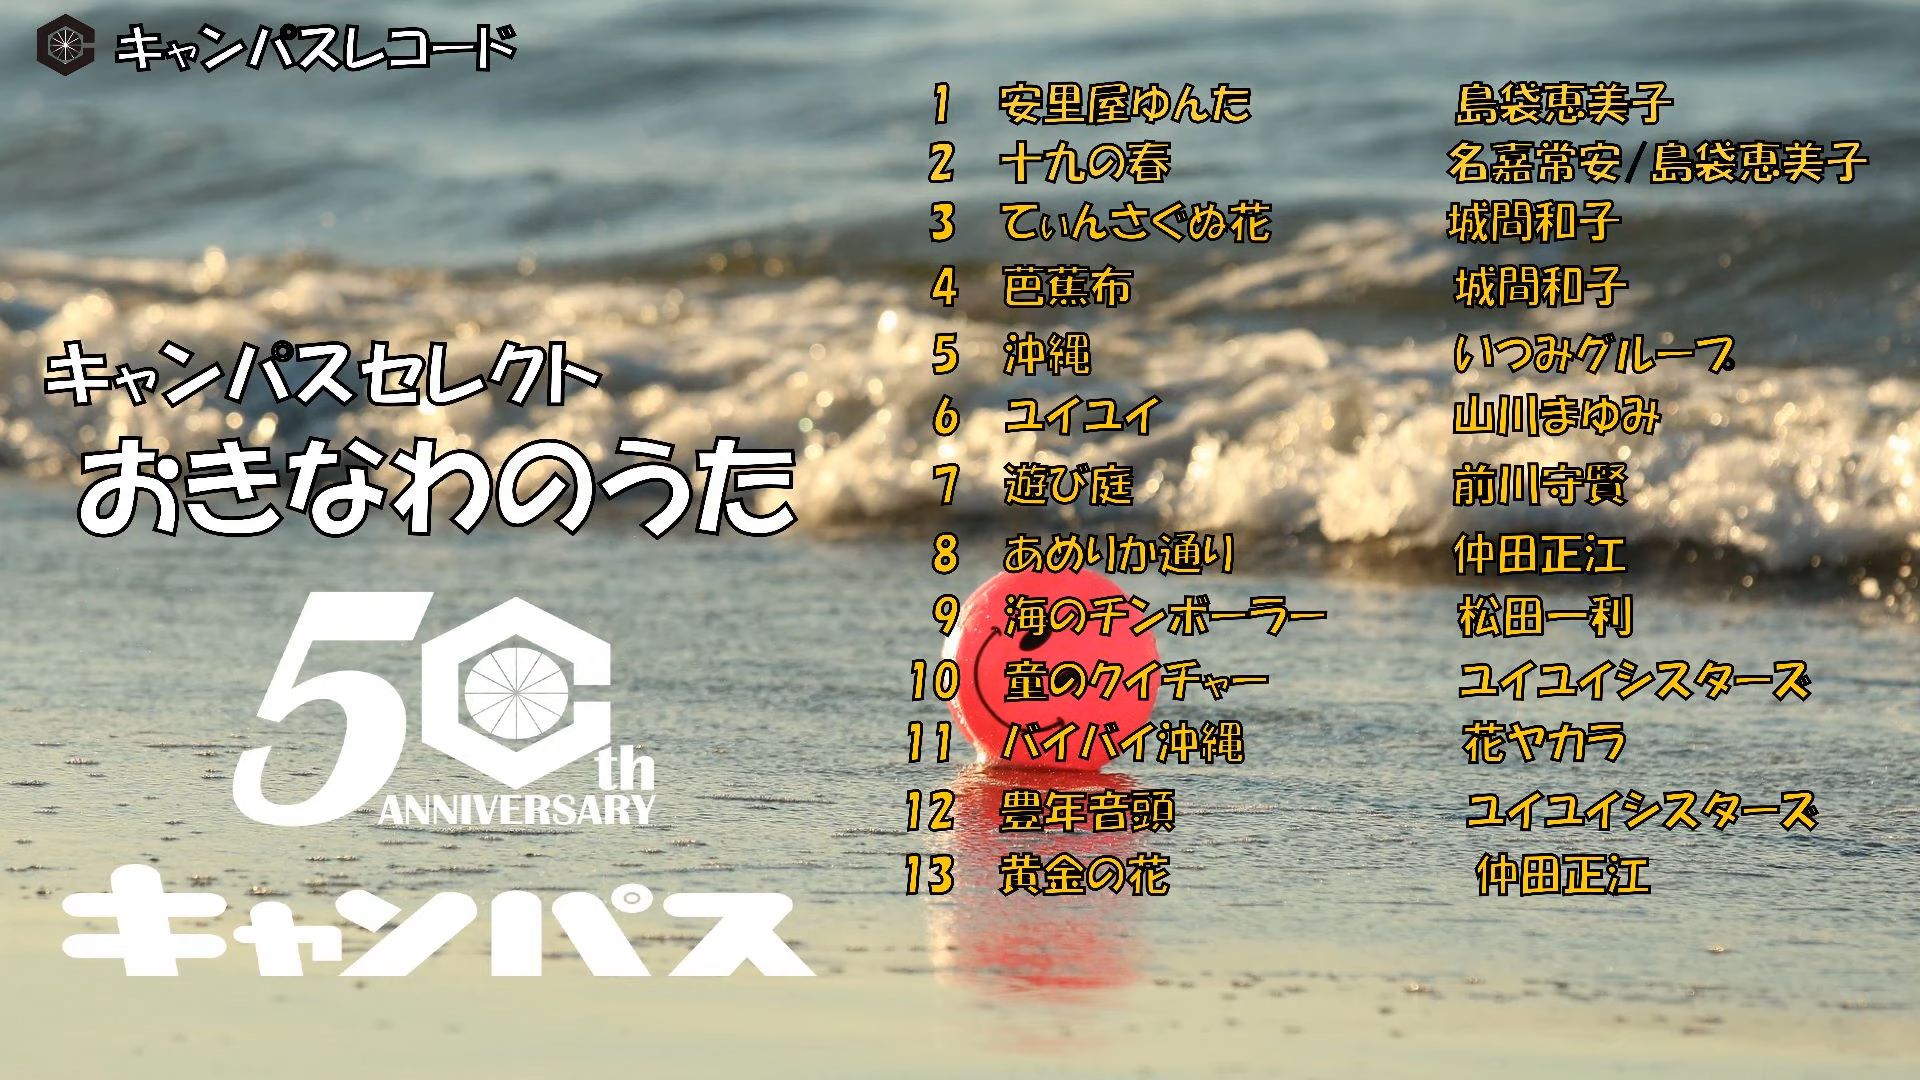 キャンパスレコード
キャンパスセレクト
おきなわのうた
50th
ANNIVERSARY
キャンパス
1 安里屋ゆんた 島袋恵美子
2 十九の春 名嘉常安/島袋恵美子
3 てぃんさぐぬ花 城間和子
4 芭蕉布 城間和子
5 沖縄 いつみグループ
6 ユイユイ 山川まゆみ
7 遊び庭 前川守賢
8 あめりか通り 仲田正江
9 海のチンボーラー 松田一利
10 童のクイチャー ユイユイシスターズ
11 バイバイ沖縄 花ヤカラ
12 豊年音頭 ユイユイシスターズ
13 黄金の花 仲田正江